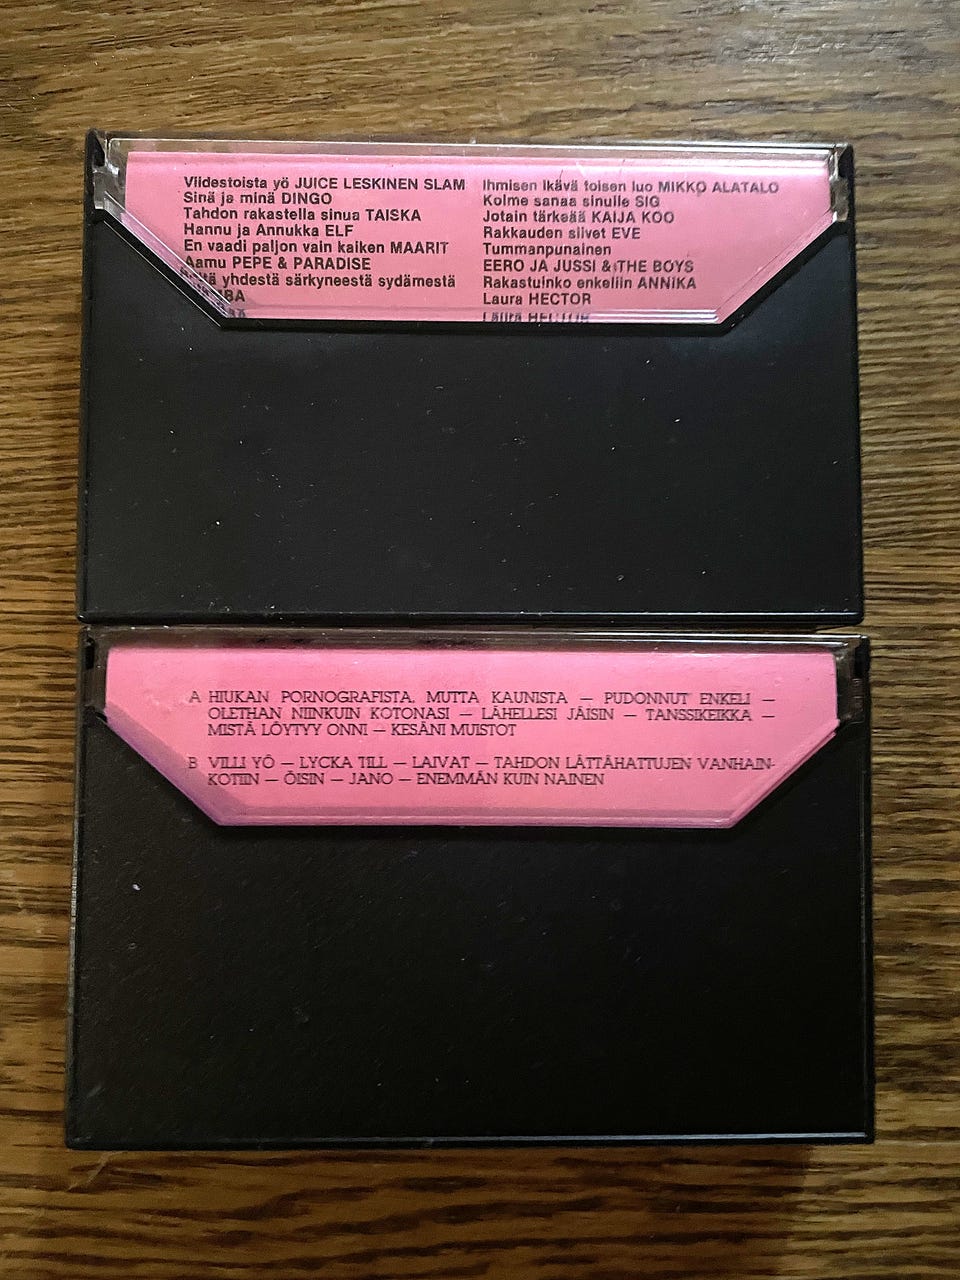 Viidestoista yö JUICE LESKINEN SLAM
Sinä ja minä DINGO
Tahdon rakastella sinua TAISKA
Hannu ja Annukka ELF
En vaadi paljon vain kaiken MAARIT
Aamu PEPE & PARADISE
yhdestä särkyneestä sydämestä
Ihmisen ikävä toisen luo MIKKO ALATALO
Kolme sanaa sinulle SIG
Jotain tärkeää KAIJA KOO
Rakkauden siivet EVE
Tummanpunainen
EERO JA JUSSI & THE BOYS
Rakastuinko enkeliin ANNIKA
Laura HECTOR
A HIUKAN PORNOGRAFISTA, MUTTA KAUNISTA — PUDONNUT ENKELI —
OLETHAN NIINKUIN KOTONASI — LÄHELLESI JÄISIN — TANSSIKEIKKA —
MISTÄ LÖYTYY ONNI — KESÄNI MUISTOT
B VILLI YÖ — LYCKA TILL — LAIVAT — TAHDON LÄTTÄHATTUJEN VANHAIN-
KOTIIN — ÖISIN — JANO — ENEMMÄN KUIN NAINEN